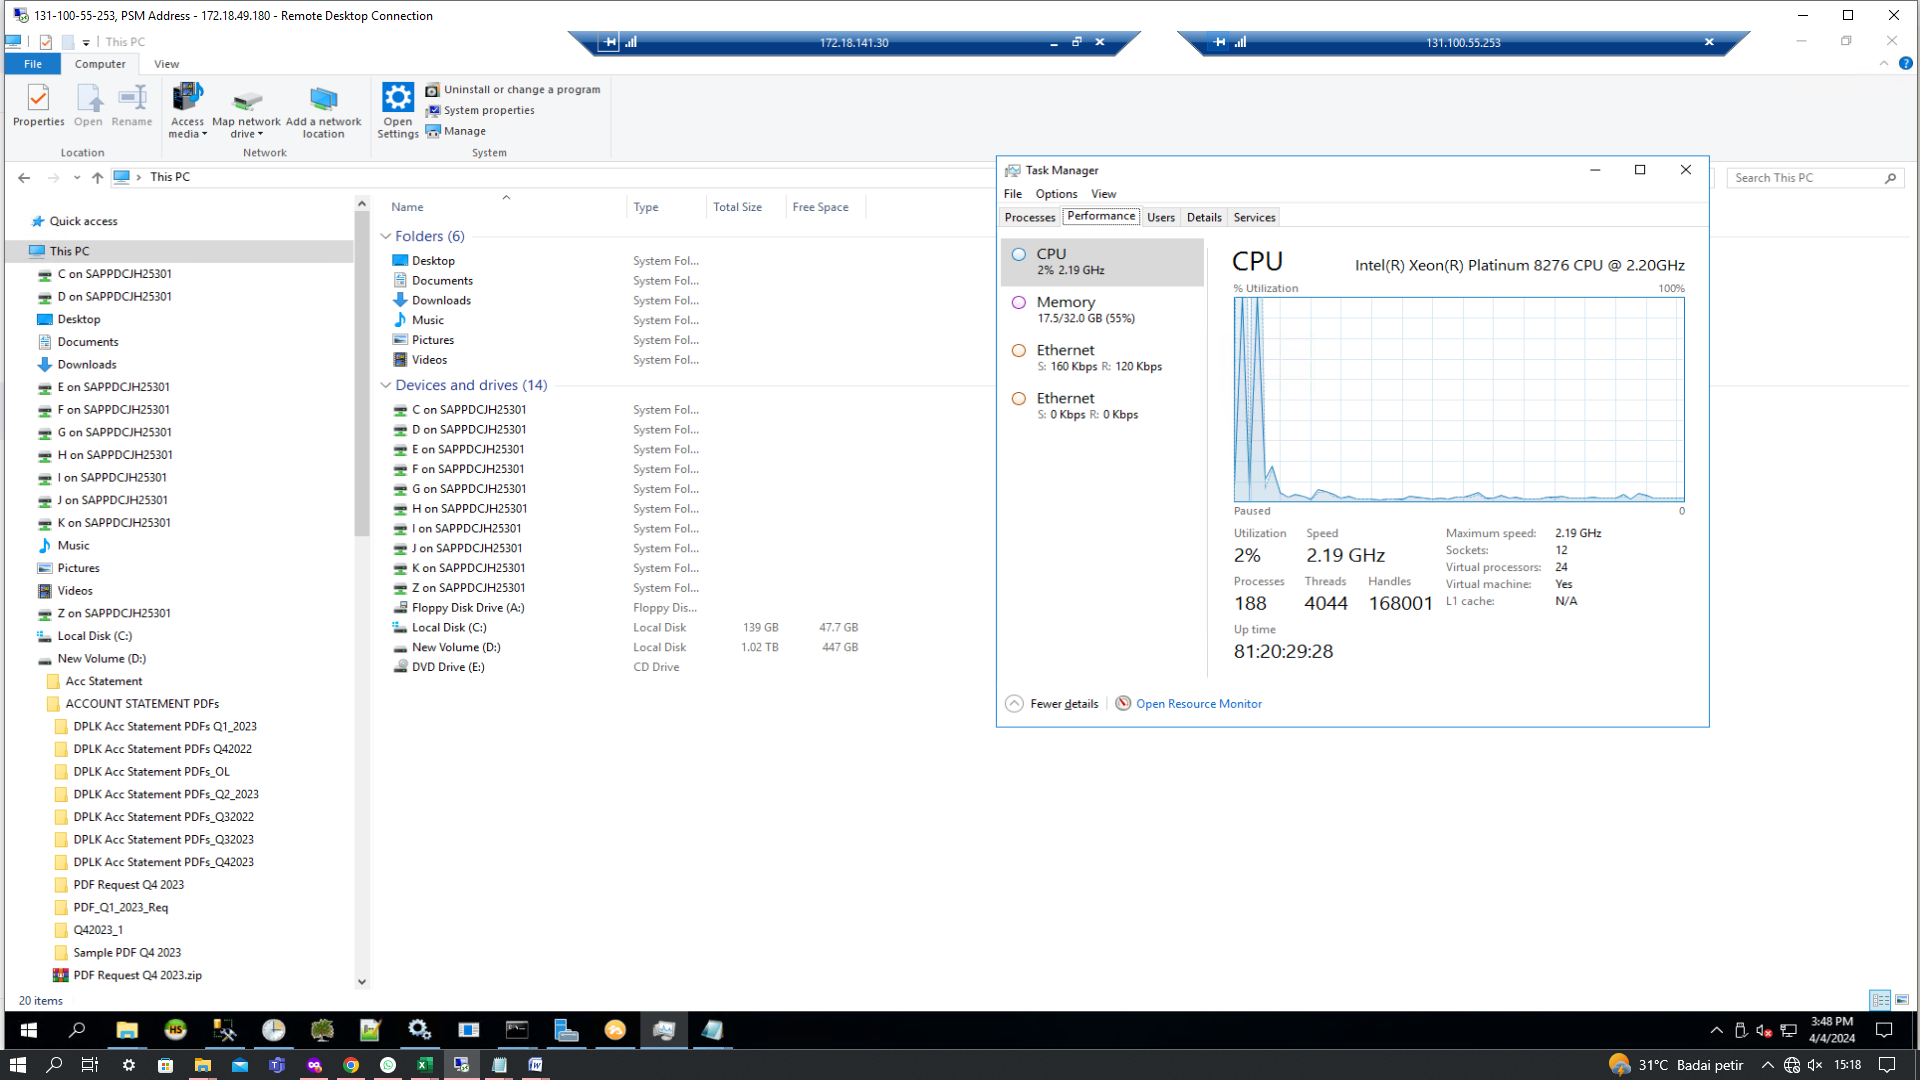 131-100-55-253, PSM Address - 172.18.49.180 - Remote Desktop Connection
This PC
172.18.141.30
131.100.55.253
File
Computer
View
Properties
Open
Rename
Access media
Map network drive
Add a network location
Open Settings
Uninstall or change a program
System properties
Manage
Location
Network
System
This PC
Search This PC
Quick access
This PC
C on SAPPDCJH25301
D on SAPPDCJH25301
Desktop
Documents
Downloads
E on SAPPDCJH25301
F on SAPPDCJH25301
G on SAPPDCJH25301
H on SAPPDCJH25301
I on SAPPDCJH25301
J on SAPPDCJH25301
K on SAPPDCJH25301
Music
Pictures
Videos
Z on SAPPDCJH25301
Local Disk (C:)
New Volume (D:)
Acc Statement
ACCOUNT STATEMENT PDFs
DPLK Acc Statement PDFs Q1_2023
DPLK Acc Statement PDFs Q42022
DPLK Acc Statement PDFs_OL
DPLK Acc Statement PDFs_Q2_2023
DPLK Acc Statement PDFs_Q32022
DPLK Acc Statement PDFs_Q32023
DPLK Acc Statement PDFs_Q42023
PDF Request Q4 2023
PDF_Q1_2023_Req
Q42023_1
Sample PDF Q4 2023
PDF Request Q4 2023.zip
20 items
Name Type Total Size Free Space
Folders (6)
Desktop System Fol...
Documents System Fol...
Downloads System Fol...
Music System Fol...
Pictures System Fol...
Videos System Fol...
Devices and drives (14)
C on SAPPDCJH25301 System Fol...
D on SAPPDCJH25301 System Fol...
E on SAPPDCJH25301 System Fol...
F on SAPPDCJH25301 System Fol...
G on SAPPDCJH25301 System Fol...
H on SAPPDCJH25301 System Fol...
I on SAPPDCJH25301 System Fol...
J on SAPPDCJH25301 System Fol...
K on SAPPDCJH25301 System Fol...
Z on SAPPDCJH25301 System Fol...
Floppy Disk Drive (A:) Floppy Dis...
Local Disk (C:) Local Disk 139 GB 47.7 GB
New Volume (D:) Local Disk 1.02 TB 447 GB
DVD Drive (E:) CD Drive
Task Manager
File Options View
Processes Performance Users Details Services
CPU
2% 2.19 GHz
Memory
17.5/32.0 GB (55%)
Ethernet
S: 160 Kbps R: 120 Kbps
Ethernet
S: 0 Kbps R: 0 Kbps
CPU Intel(R) Xeon(R) Platinum 8276 CPU @ 2.20GHz
% Utilization 100%
Paused 0
Utilization Speed
2% 2.19 GHz
Processes Threads Handles
188 4044 168001
Up time
81:20:29:28
Maximum speed: 2.19 GHz
Sockets: 12
Virtual processors: 24
Virtual machine: Yes
L1 cache: N/A
Fewer details
Open Resource Monitor
HS
3:48 PM
4/4/2024
31°C Badai petir
15:18